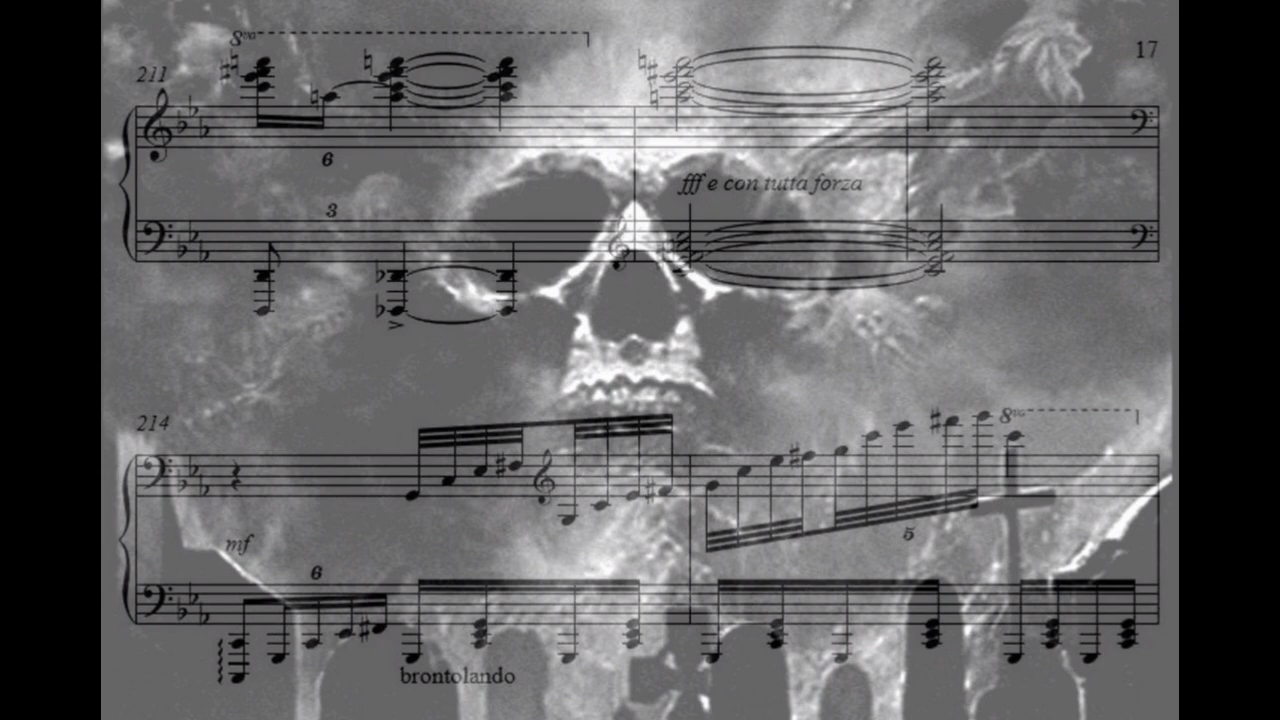 8va
17
211
6
fff e con tutta forza
3
214
8va
mf
5
6
brontolando